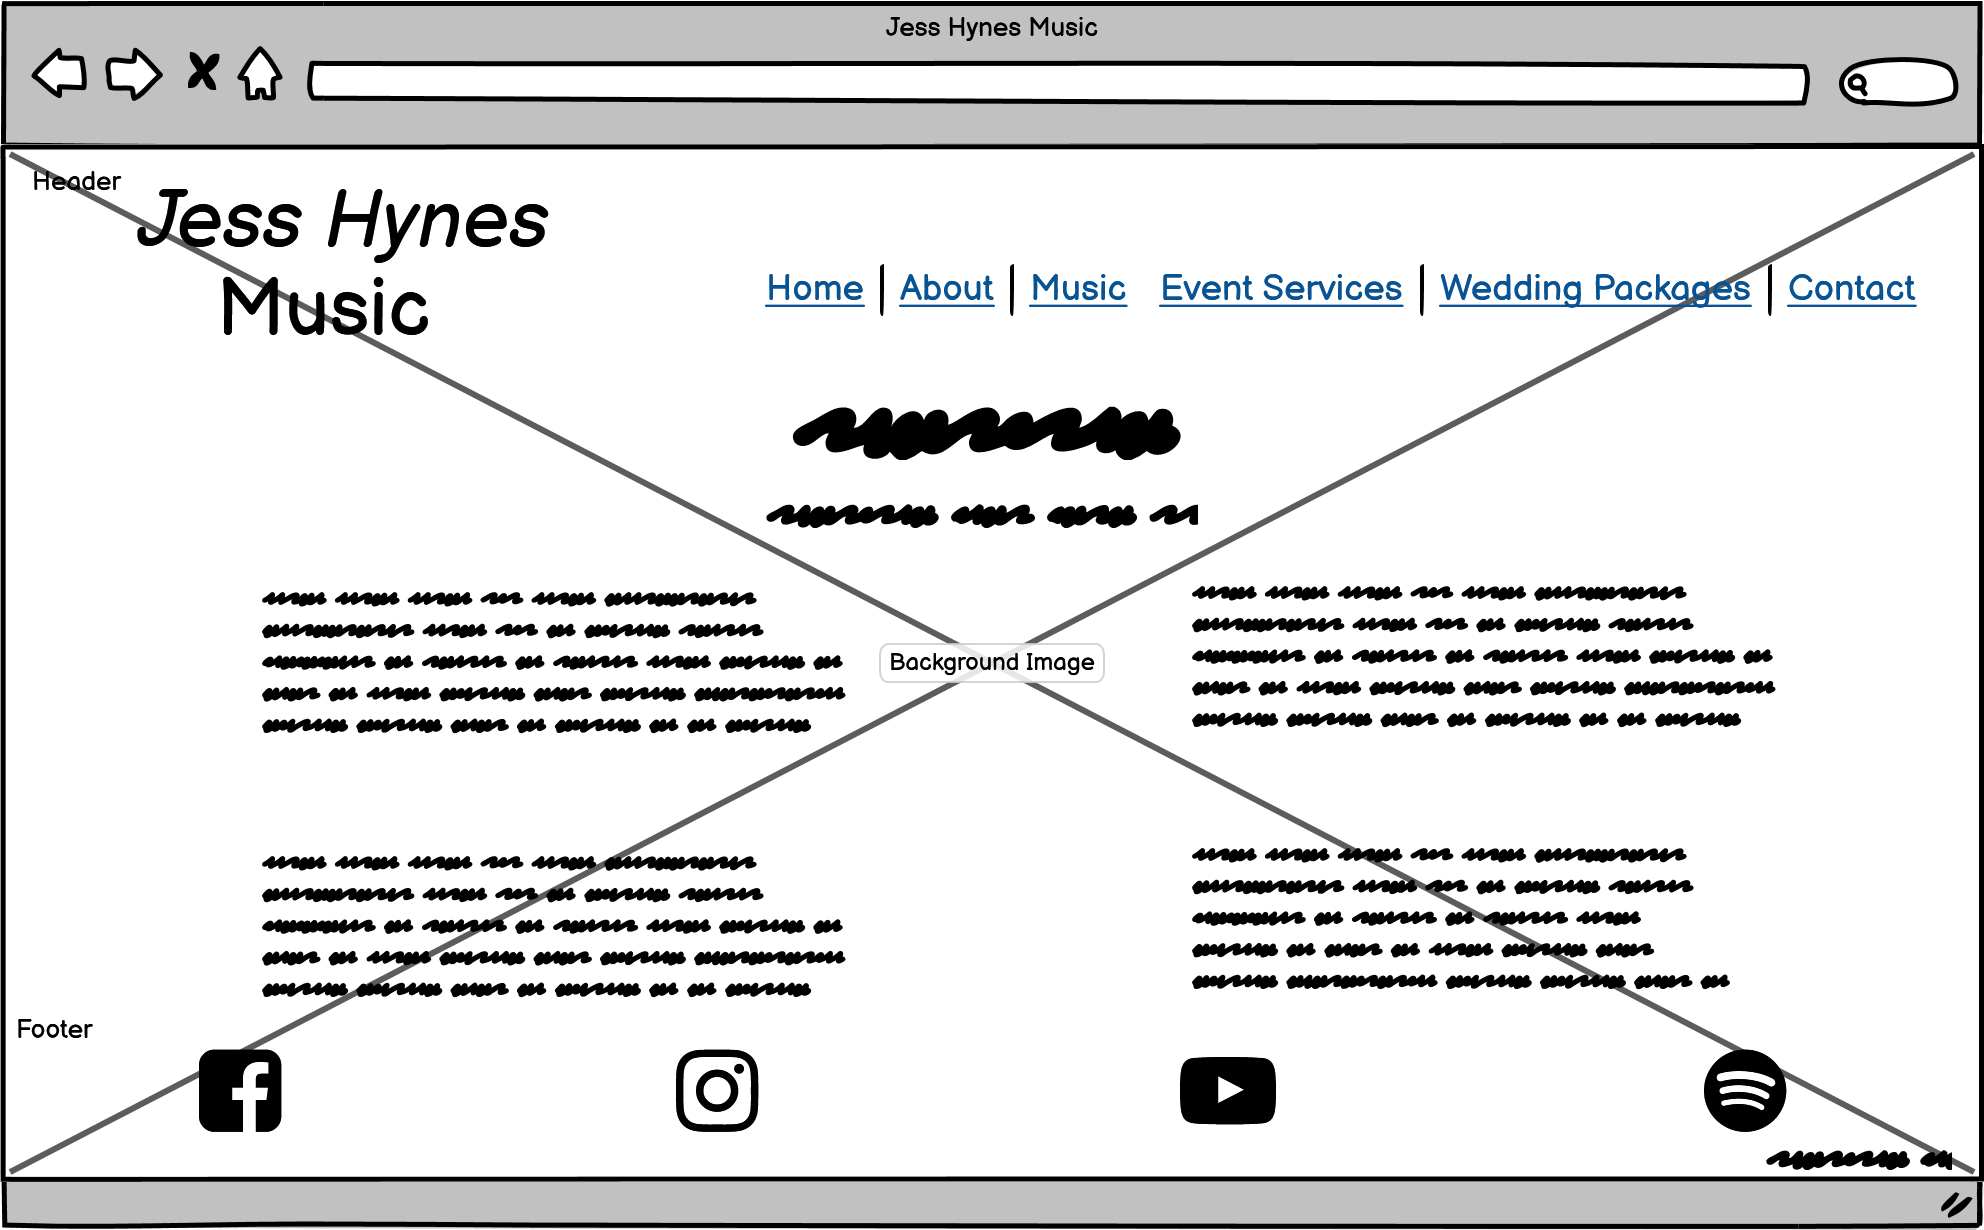 Jess Hynes Music
Header
Jess Hynes
Music
Home | About | Music Event Services | Wedding Packages | Contact
Background Image
Footer